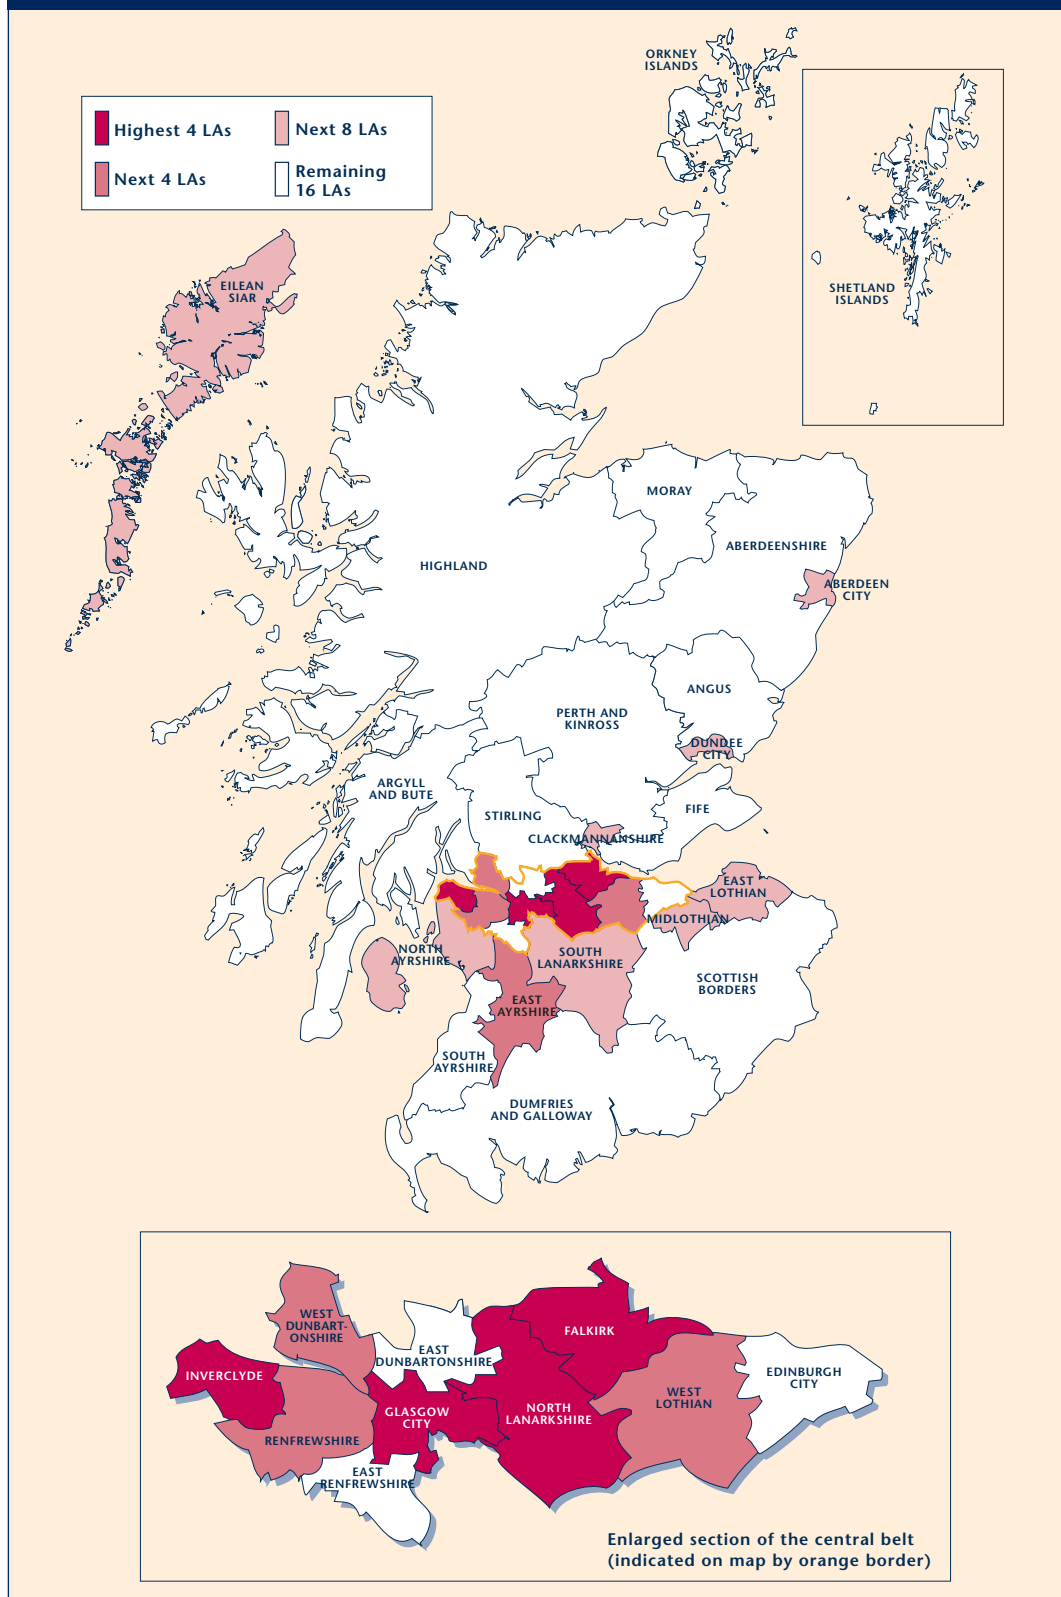 Highest 4 LAs
Next 8 LAs
Next 4 LAs
Remaining
16 LAs
ORKNEY
ISLANDS
SHETLAND
ISLANDS
EILEAN
SIAR
MORAY
ABERDEENSHIRE
HIGHLAND
ABERDEEN
CITY
ANGUS
PERTH AND
KINROSS
DUNDEE
CITY
ARGYLL
AND BUTE
FIFE
STIRLING
CLACKMANNANSHIRE
EAST
LOTHIAN
MIDLOTHIAN
NORTH
AYRSHIRE
SOUTH
LANARKSHIRE
SCOTTISH
BORDERS
EAST
AYRSHIRE
SOUTH
AYRSHIRE
DUMFRIES
AND GALLOWAY
WEST
DUNBART-
ONSHIRE
FALKIRK
EAST
DUNBARTONSHIRE
INVERCLYDE
EDINBURGH
CITY
WEST
LOTHIAN
GLASGOW
CITY
NORTH
LANARKSHIRE
RENFREWSHIRE
EAST
RENFREWSHIRE
Enlarged section of the central belt
(indicated on map by orange border)